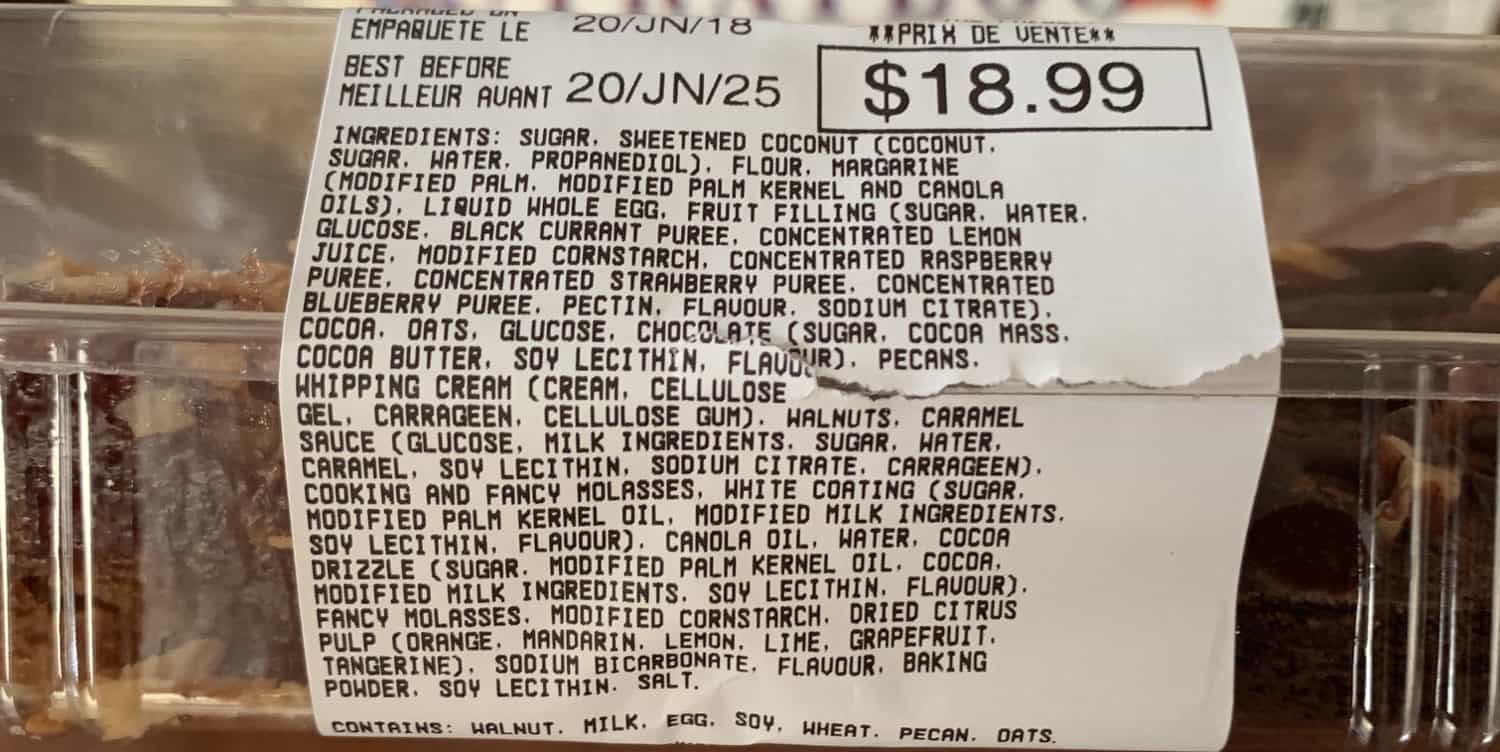 PACKAGED ON
EMPAQUETE LE 20/JN/18
**PRIX DE VENTE**
BEST BEFORE
MEILLEUR AVANT 20/JN/25
$18.99
INGREDIENTS: SUGAR, SWEETENED COCONUT (COCONUT,
SUGAR, WATER, PROPANEDIOL), FLOUR, MARGARINE
(MODIFIED PALM, MODIFIED PALM KERNEL AND CANOLA
OILS), LIQUID WHOLE EGG, FRUIT FILLING (SUGAR, WATER,
GLUCOSE, BLACK CURRANT PUREE, CONCENTRATED LEMON
JUICE, MODIFIED CORNSTARCH, CONCENTRATED RASPBERRY
PUREE, CONCENTRATED STRAWBERRY PUREE, CONCENTRATED
BLUEBERRY PUREE, PECTIN, FLAVOUR, SODIUM CITRATE),
COCOA, OATS, GLUCOSE, CHOCOLATE (SUGAR, COCOA MASS,
COCOA BUTTER, SOY LECITHIN, FLAVOUR), PECANS,
WHIPPING CREAM (CREAM, CELLULOSE
GEL, CARRAGEEN, CELLULOSE GUM), WALNUTS, CARAMEL
SAUCE (GLUCOSE, MILK INGREDIENTS, SUGAR, WATER,
CARAMEL, SOY LECITHIN, SODIUM CITRATE, CARRAGEEN),
COOKING AND FANCY MOLASSES, WHITE COATING (SUGAR,
MODIFIED PALM KERNEL OIL, MODIFIED MILK INGREDIENTS,
SOY LECITHIN, FLAVOUR), CANOLA OIL, WATER, COCOA
DRIZZLE (SUGAR, MODIFIED PALM KERNEL OIL, COCOA,
MODIFIED MILK INGREDIENTS, SOY LECITHIN, FLAVOUR),
FANCY MOLASSES, MODIFIED CORNSTARCH, DRIED CITRUS
PULP (ORANGE, MANDARIN, LEMON, LIME, GRAPEFRUIT,
TANGERINE), SODIUM BICARBONATE, FLAVOUR, BAKING
POWDER, SOY LECITHIN, SALT.
CONTAINS: WALNUT, MILK, EGG, SOY, WHEAT, PECAN, OATS.